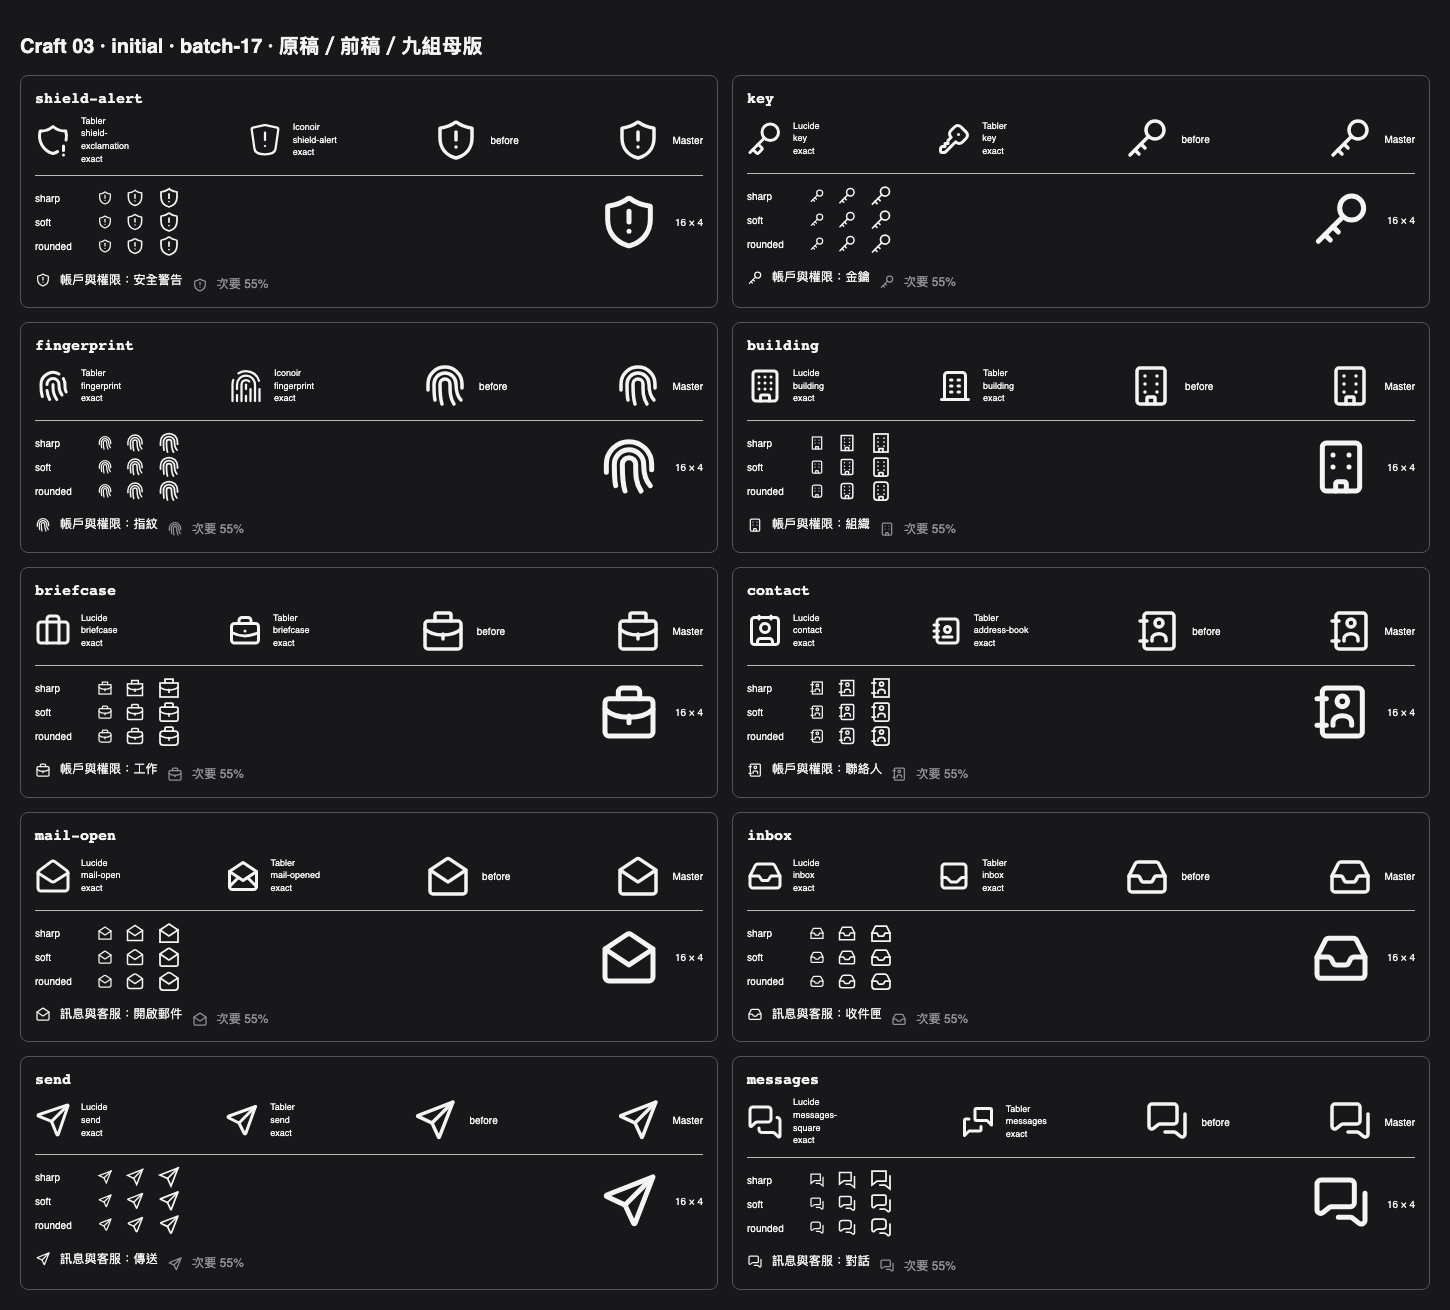 Craft 03 · initial · batch-17 · 原稿 / 前稿 / 九組母版
shield-alert
Tabler
shield-
exclamation
exact
Iconoir
shield-alert
exact
before
Master
sharp
soft
rounded
16 × 4
帳戶與權限：安全警告
次要 55%
key
Lucide
key
exact
Tabler
key
exact
before
Master
sharp
soft
rounded
16 × 4
帳戶與權限：金鑰
次要 55%
fingerprint
Tabler
fingerprint
exact
Iconoir
fingerprint
exact
before
Master
sharp
soft
rounded
16 × 4
帳戶與權限：指紋
次要 55%
building
Lucide
building
exact
Tabler
building
exact
before
Master
sharp
soft
rounded
16 × 4
帳戶與權限：組織
次要 55%
briefcase
Lucide
briefcase
exact
Tabler
briefcase
exact
before
Master
sharp
soft
rounded
16 × 4
帳戶與權限：工作
次要 55%
contact
Lucide
contact
exact
Tabler
address-book
exact
before
Master
sharp
soft
rounded
16 × 4
帳戶與權限：聯絡人
次要 55%
mail-open
Lucide
mail-open
exact
Tabler
mail-opened
exact
before
Master
sharp
soft
rounded
16 × 4
訊息與客服：開啟郵件
次要 55%
inbox
Lucide
inbox
exact
Tabler
inbox
exact
before
Master
sharp
soft
rounded
16 × 4
訊息與客服：收件匣
次要 55%
send
Lucide
send
exact
Tabler
send
exact
before
Master
sharp
soft
rounded
16 × 4
訊息與客服：傳送
次要 55%
messages
Lucide
messages-
square
exact
Tabler
messages
exact
before
Master
sharp
soft
rounded
16 × 4
訊息與客服：對話
次要 55%